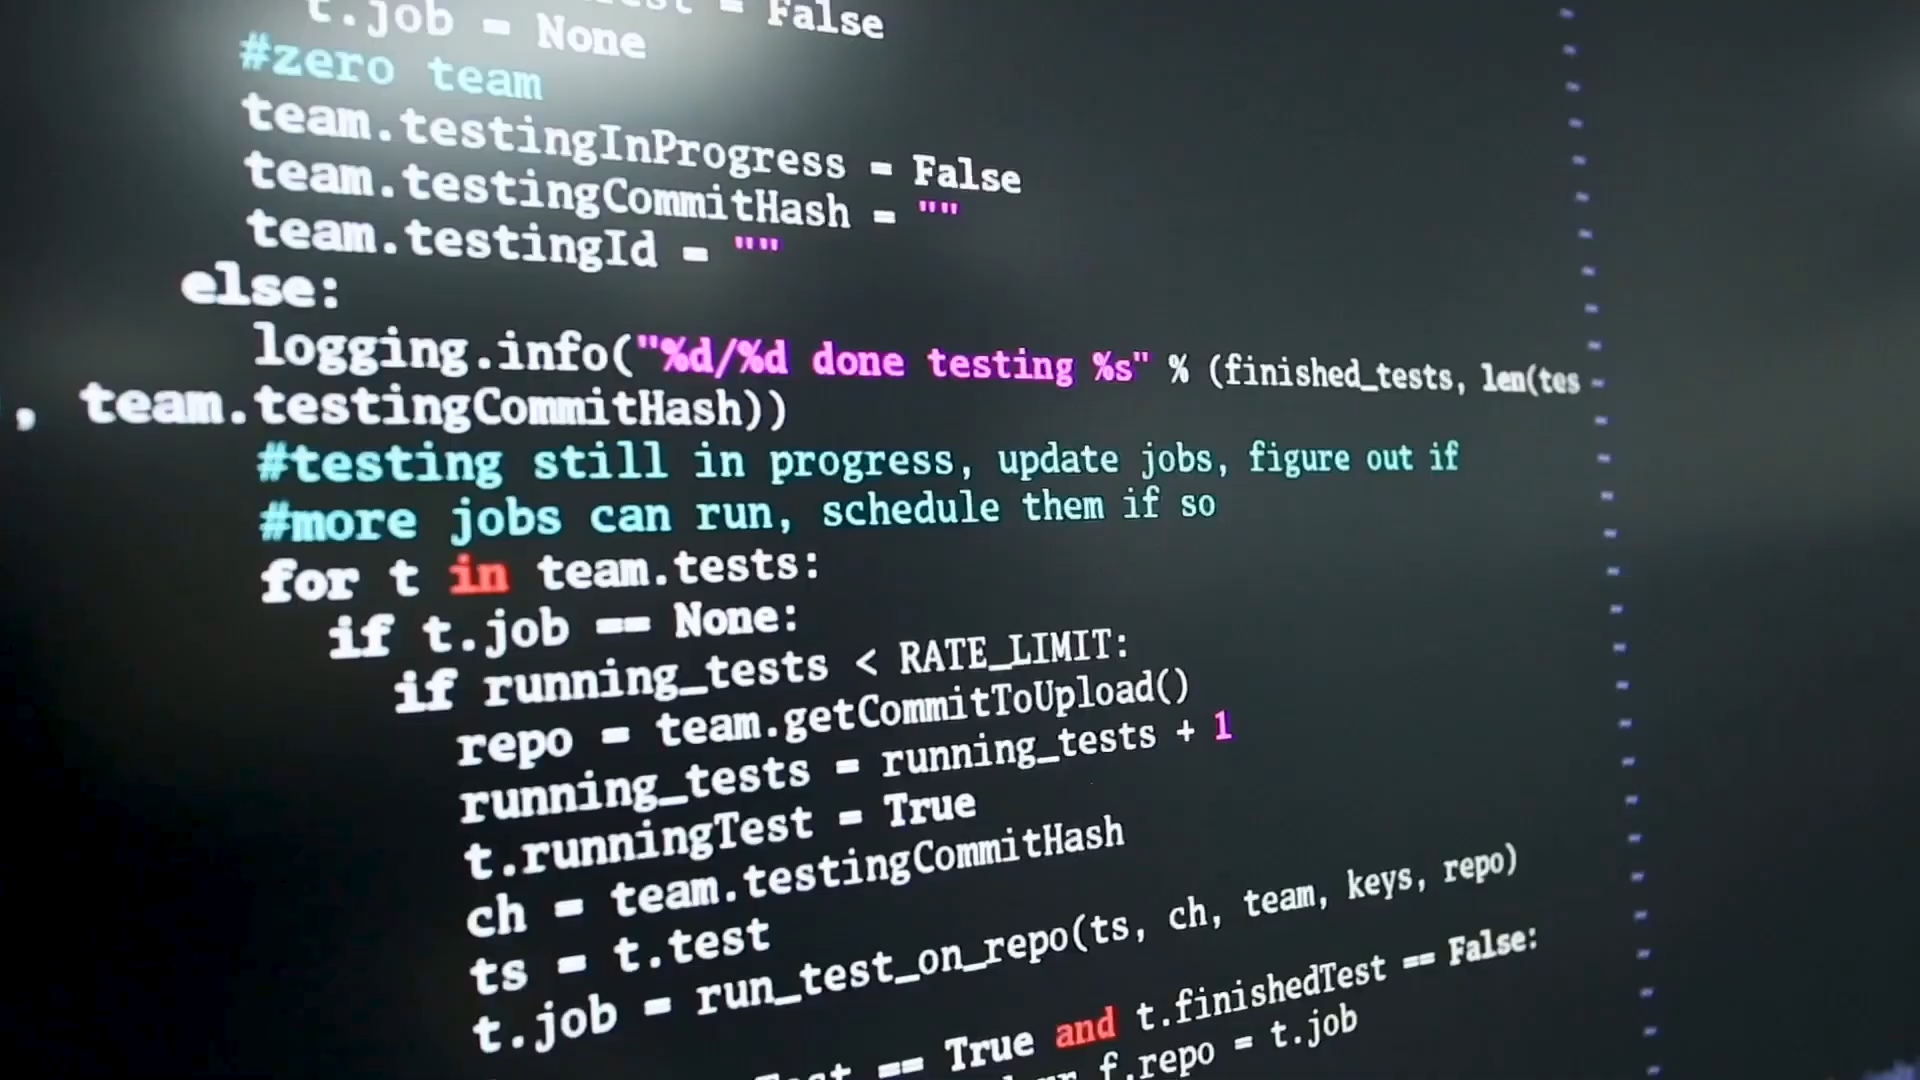 = False
t.job = None
#zero team
team.testingInProgress = False
team.testingCommitHash = ""
team.testingId = ""
else:
logging.info("%d/%d done testing %s" % (finished_tests, len(tes
, team.testingCommitHash))
#testing still in progress, update jobs, figure out if
#more jobs can run, schedule them if so
for t in team.tests:
if t.job == None:
if running_tests < RATE_LIMIT:
repo = team.getCommitToUpload()
running_tests = running_tests + 1
t.runningTest = True
ch = team.testingCommitHash
ts = t.test
t.job = run_test_on_repo(ts, ch, team, keys, repo)
== True and t.finishedTest == False:
f.repo = t.job